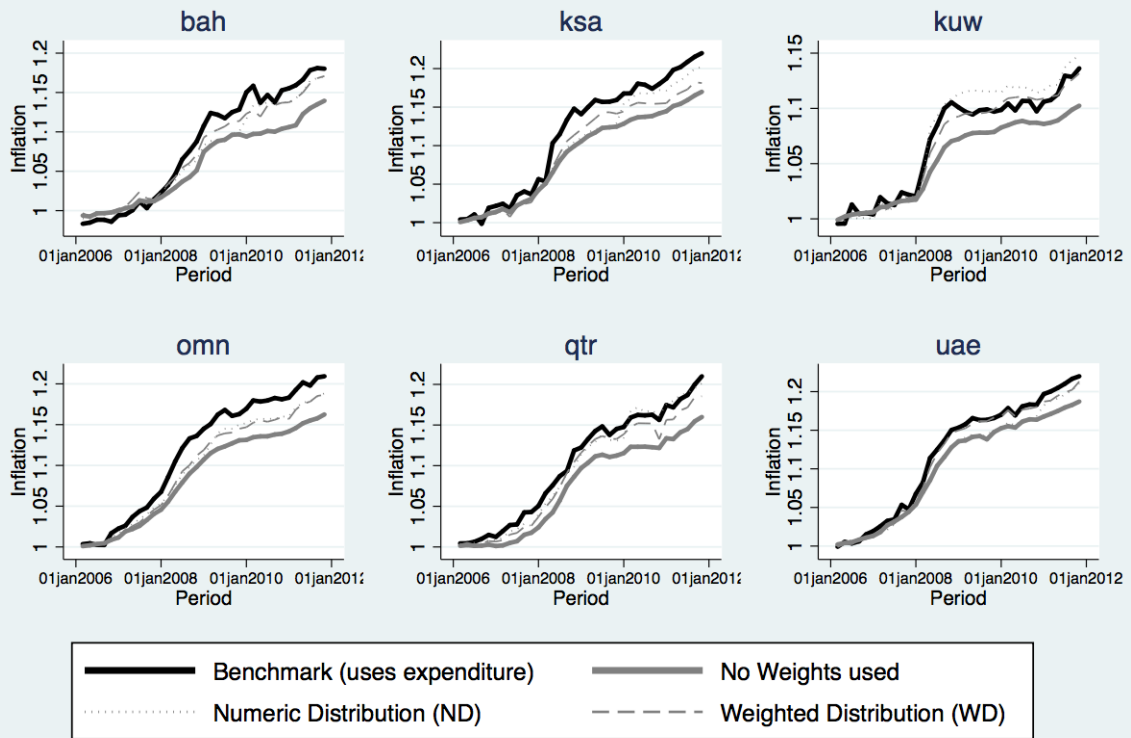 bah
Inflation
1 1.05 1.1 1.15 1.2
01jan2006 01jan2008 01jan2010 01jan2012
Period
ksa
Inflation
1 1.05 1.1 1.15 1.2
01jan2006 01jan2008 01jan2010 01jan2012
Period
kuw
Inflation
1 1.05 1.1 1.15
01jan2006 01jan2008 01jan2010 01jan2012
Period
omn
Inflation
1 1.05 1.1 1.15 1.2
01jan2006 01jan2008 01jan2010 01jan2012
Period
qtr
Inflation
1 1.05 1.1 1.15 1.2
01jan2006 01jan2008 01jan2010 01jan2012
Period
uae
Inflation
1 1.05 1.1 1.15 1.2
01jan2006 01jan2008 01jan2010 01jan2012
Period
Benchmark (uses expenditure) No Weights used
Numeric Distribution (ND) Weighted Distribution (WD)